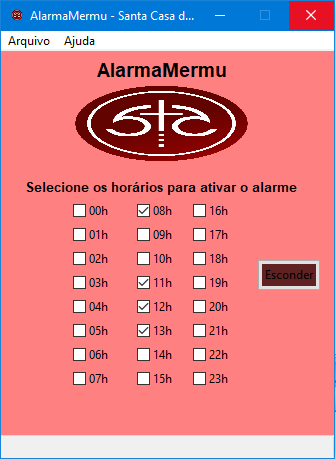 AlarmaMermu - Santa Casa d...
Arquivo Ajuda
AlarmaMermu
Selecione os horários para ativar o alarme
00h 08h 16h
01h 09h 17h
02h 10h 18h
03h 11h 19h
04h 12h 20h
05h 13h 21h
06h 14h 22h
07h 15h 23h
Esconder